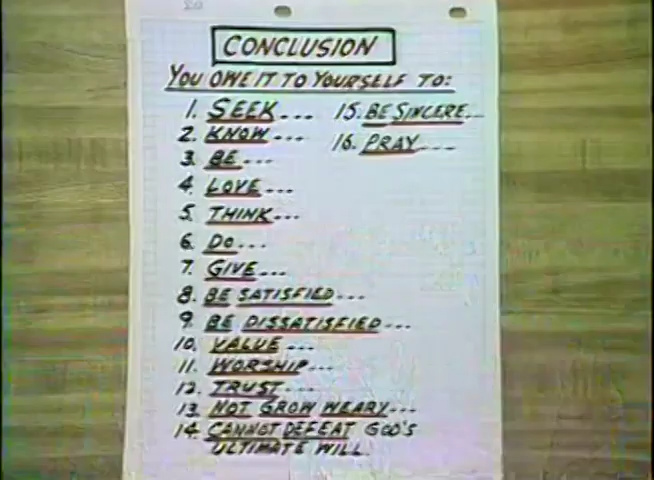 CONCLUSION
YOU OWE IT TO YOURSELF TO:
1. SEEK...
2. KNOW...
3. BE...
4. LOVE...
5. THINK...
6. DO...
7. GIVE...
8. BE SATISFIED...
9. BE DISSATISFIED...
10. VALUE...
11. WORSHIP...
12. TRUST...
13. NOT GROW WEARY...
14. CANNOT DEFEAT GOD'S
ULTIMATE WILL.
15. BE SINCERE...
16. PRAY...